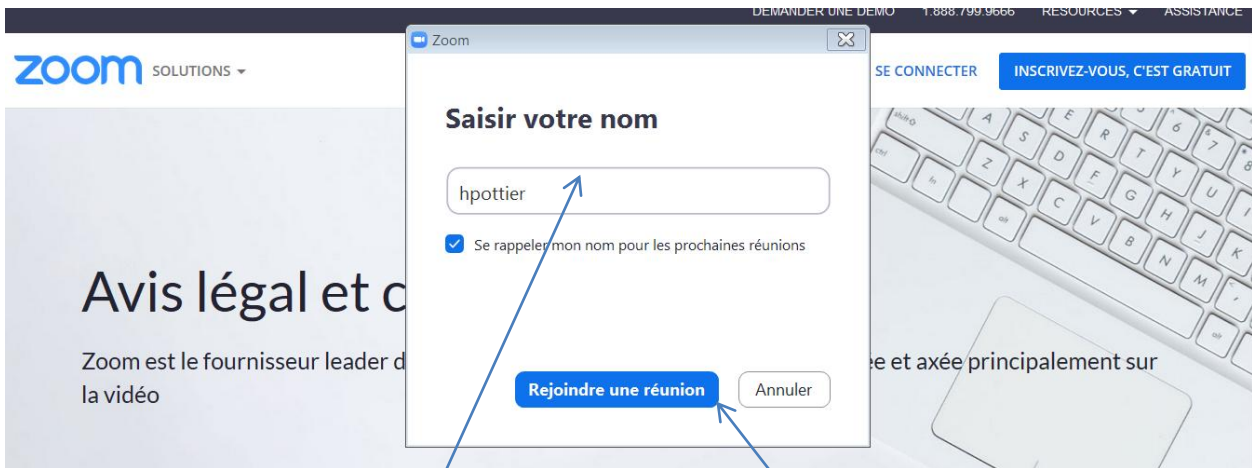 DEMANDER UNE DÉMO 1.888.799.9666 RESOURCES ASSISTANCE
Zoom
zoom SOLUTIONS SE CONNECTER INSCRIVEZ-VOUS, C'EST GRATUIT
Saisir votre nom
hpottier
Se rappeler mon nom pour les prochaines réunions
Avis légal et c
Zoom est le fournisseur leader d
ée et axée principalement sur
la vidéo
Rejoindre une réunion Annuler